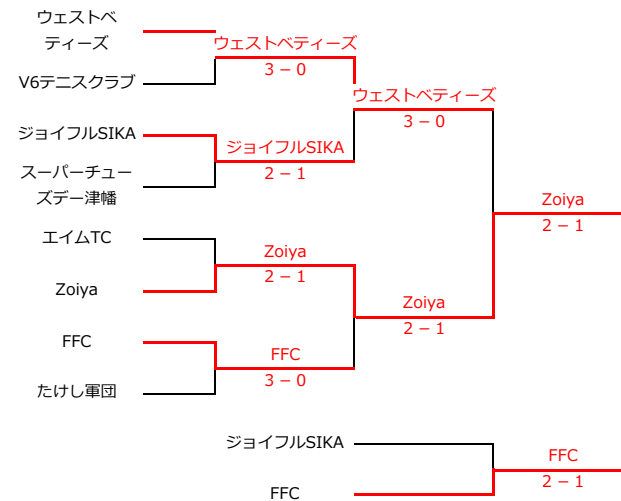 ウェストベ
ティーズ
ウェストベティーズ
3 − 0
V6テニスクラブ
ウェストベティーズ
3 − 0
ジョイフルSIKA
ジョイフルSIKA
2 − 1
スーパーチュー
ズデー津幡
Zoiya
2 − 1
エイムTC
Zoiya
2 − 1
Zoiya
Zoiya
2 − 1
FFC
FFC
3 − 0
たけし軍団
ジョイフルSIKA
FFC
2 − 1
FFC